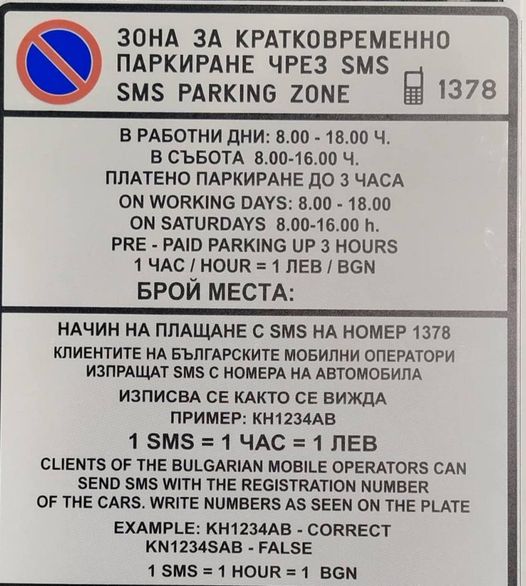 ЗОНА ЗА КРАТКОВРЕМЕННО
ПАРКИРАНЕ ЧРЕЗ SMS
SMS PARKING ZONE 1378
В РАБОТНИ ДНИ: 8.00 - 18.00 Ч.
В СЪБОТА 8.00-16.00 Ч.
ПЛАТЕНО ПАРКИРАНЕ ДО 3 ЧАСА
ON WORKING DAYS: 8.00 - 18.00
ON SATURDAYS 8.00-16.00 h.
PRE - PAID PARKING UP 3 HOURS
1 ЧАС / HOUR = 1 ЛЕВ / BGN
БРОЙ МЕСТА:
НАЧИН НА ПЛАЩАНЕ С SMS НА НОМЕР 1378
КЛИЕНТИТЕ НА БЪЛГАРСКИТЕ МОБИЛНИ ОПЕРАТОРИ
ИЗПРАЩАТ SMS С НОМЕРА НА АВТОМОБИЛА
ИЗПИСВА СЕ КАКТО СЕ ВИЖДА
ПРИМЕР: KH1234AB
1 SMS = 1 ЧАС = 1 ЛЕВ
CLIENTS OF THE BULGARIAN MOBILE OPERATORS CAN
SEND SMS WITH THE REGISTRATION NUMBER
OF THE CARS. WRITE NUMBERS AS SEEN ON THE PLATE
EXAMPLE: KH1234AB - CORRECT
KN1234SAB - FALSE
1 SMS = 1 HOUR = 1 BGN